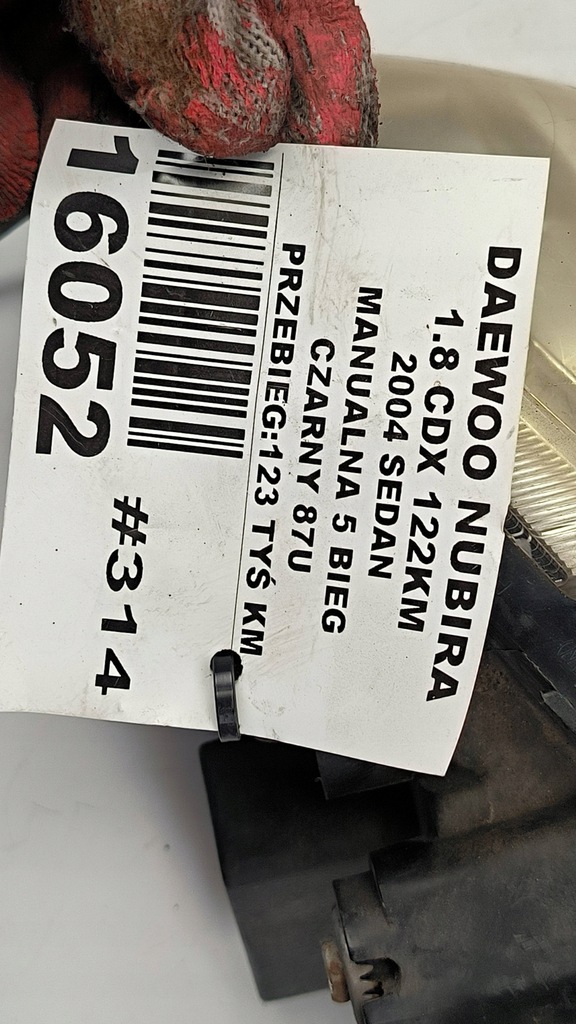 DAEWOO NUBIRA
1.8 CDX 122KM
2004 SEDAN
MANUALNA 5 BIEG
CZARNY 87U
PRZEBIEG:123 TYŚ KM
16052 #314